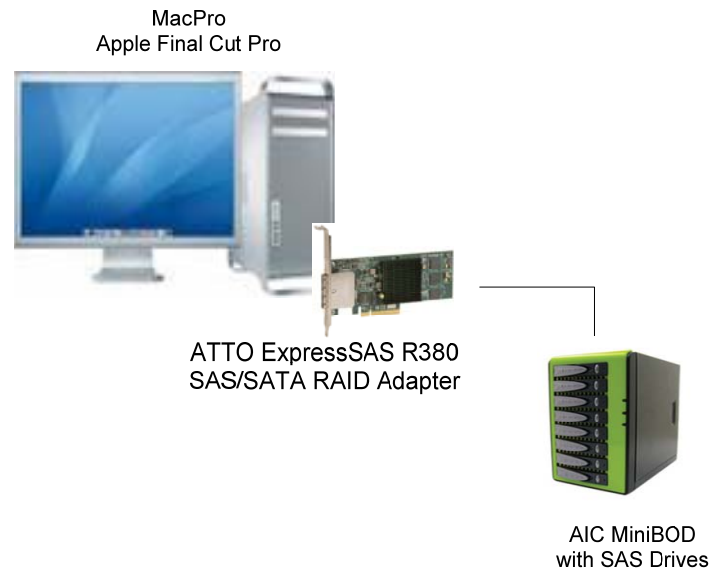 MacPro
Apple Final Cut Pro
ATTO ExpressSAS R380
SAS/SATA RAID Adapter
AIC MiniBOD
with SAS Drives